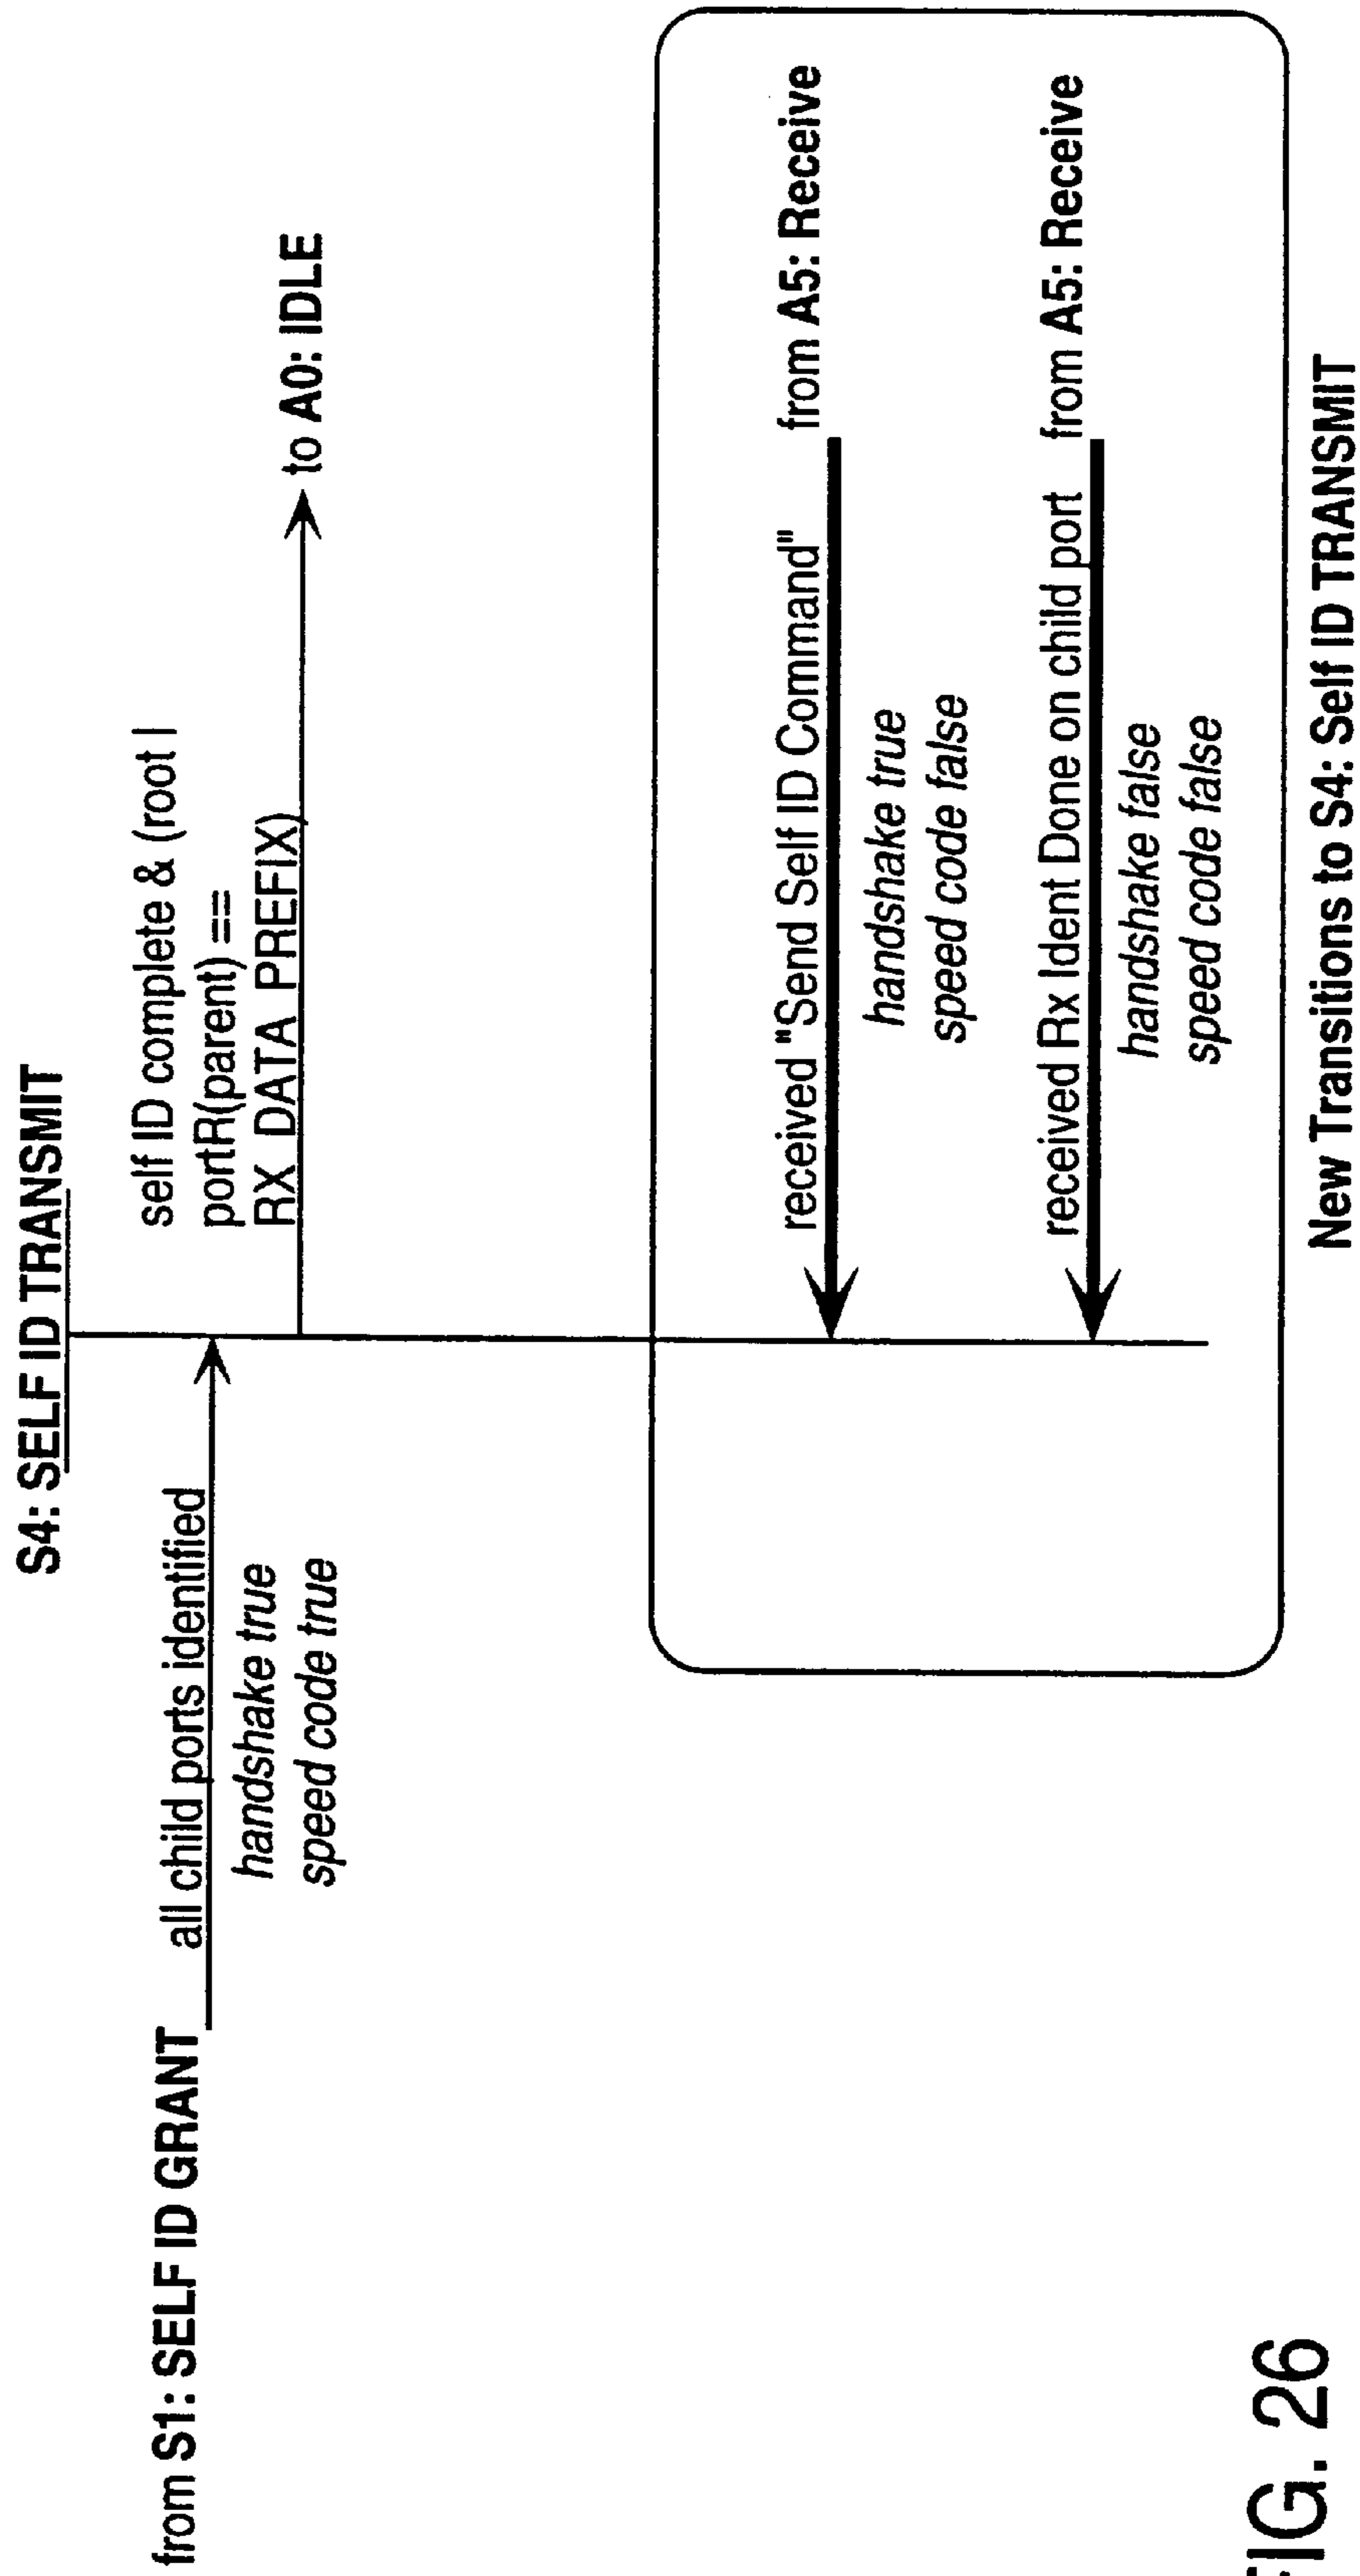 S4: SELF ID TRANSMIT
from S1: SELF ID GRANT
all child ports identified
handshake true
speed code true
self ID complete & (root |
portR(parent) ==
RX DATA PREFIX)
to A0: IDLE
received "Send Self ID Command"
from A5: Receive
handshake true
speed code false
received Rx Ident Done on child port
from A5: Receive
handshake false
speed code false
New Transitions to S4: Self ID TRANSMIT
FIG. 26